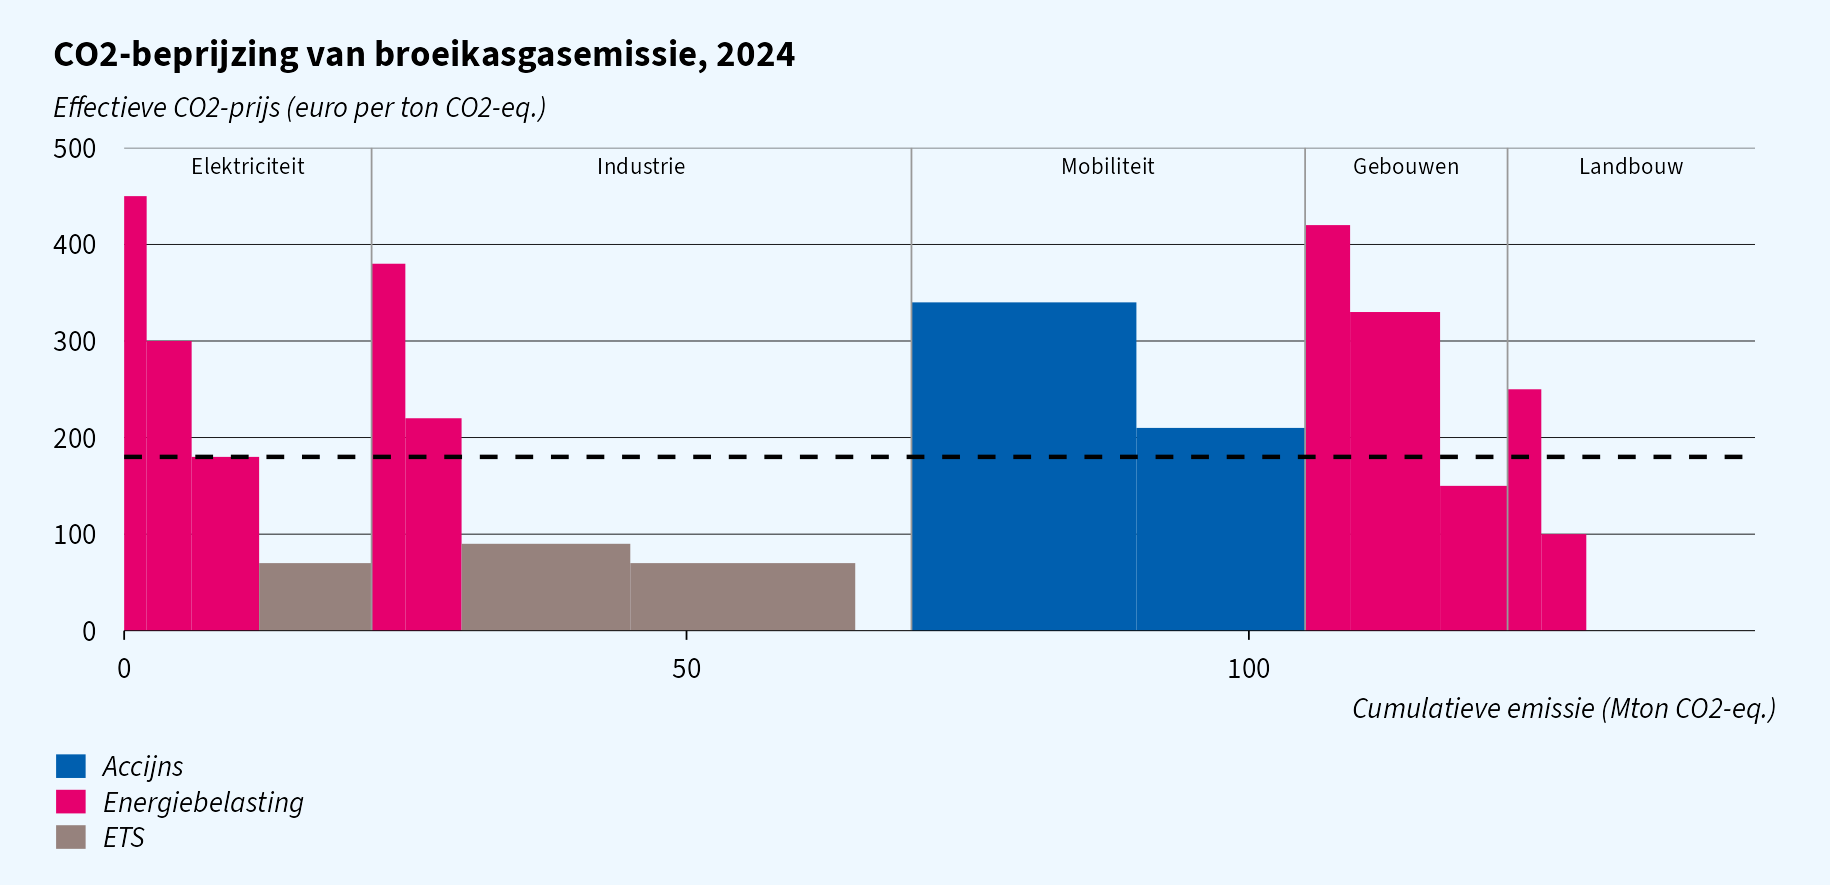 CO2-beprijzing van broeikasgasemissie, 2024
Effectieve CO2-prijs (euro per ton CO2-eq.)
500
Elektriciteit Industrie Mobiliteit Gebouwen Landbouw
400
300
200
100
0
0 50 100
Cumulatieve emissie (Mton CO2-eq.)
Accijns
Energiebelasting
ETS